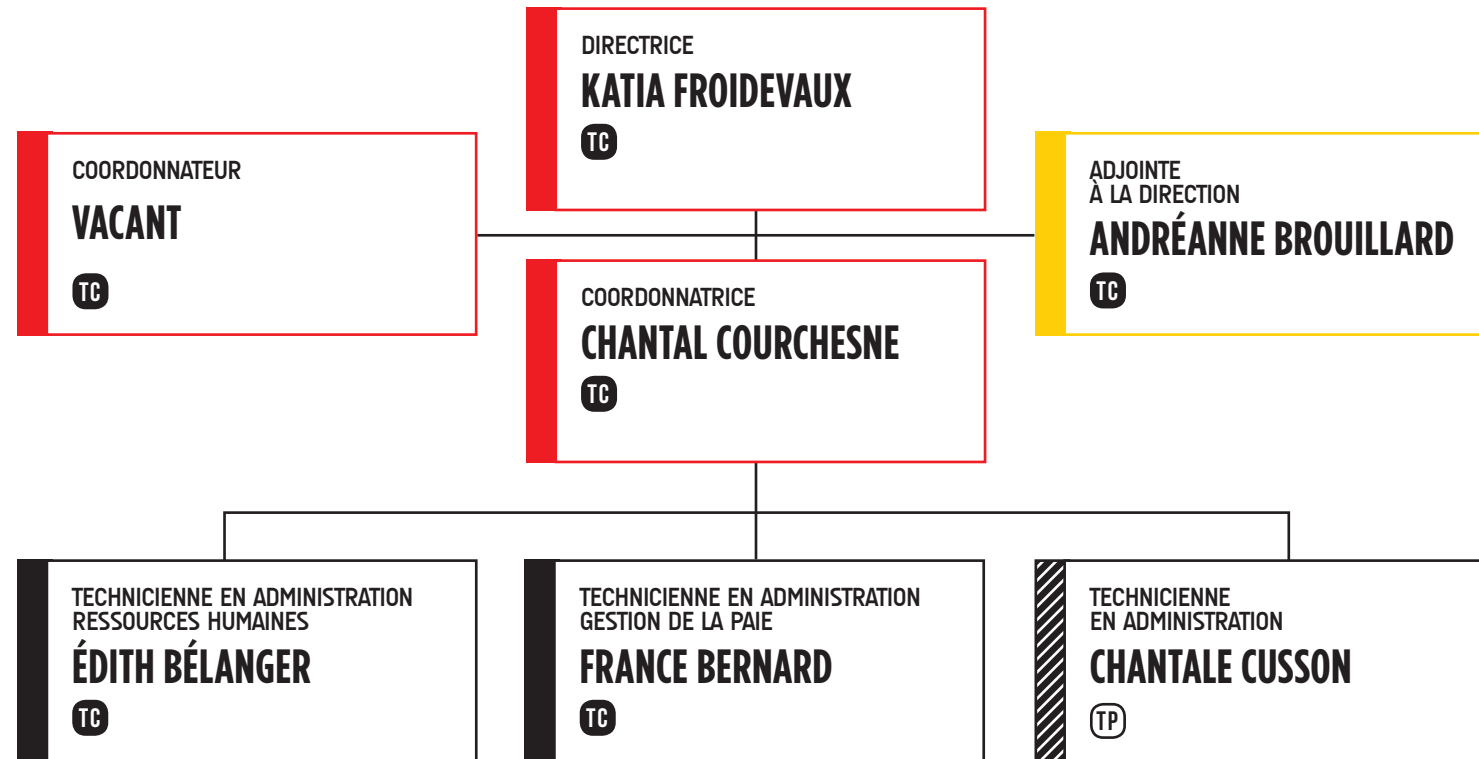 DIRECTRICE
KATIA FROIDEVAUX
TC
COORDONNATEUR
VACANT
TC
ADJOINTE
À LA DIRECTION
ANDRÉANNE BROUILLARD
TC
COORDONNATRICE
CHANTAL COURCHESNE
TC
TECHNICIENNE EN ADMINISTRATION
RESSOURCES HUMAINES
ÉDITH BÉLANGER
TC
TECHNICIENNE EN ADMINISTRATION
GESTION DE LA PAIE
FRANCE BERNARD
TC
TECHNICIENNE
EN ADMINISTRATION
CHANTALE CUSSON
TP